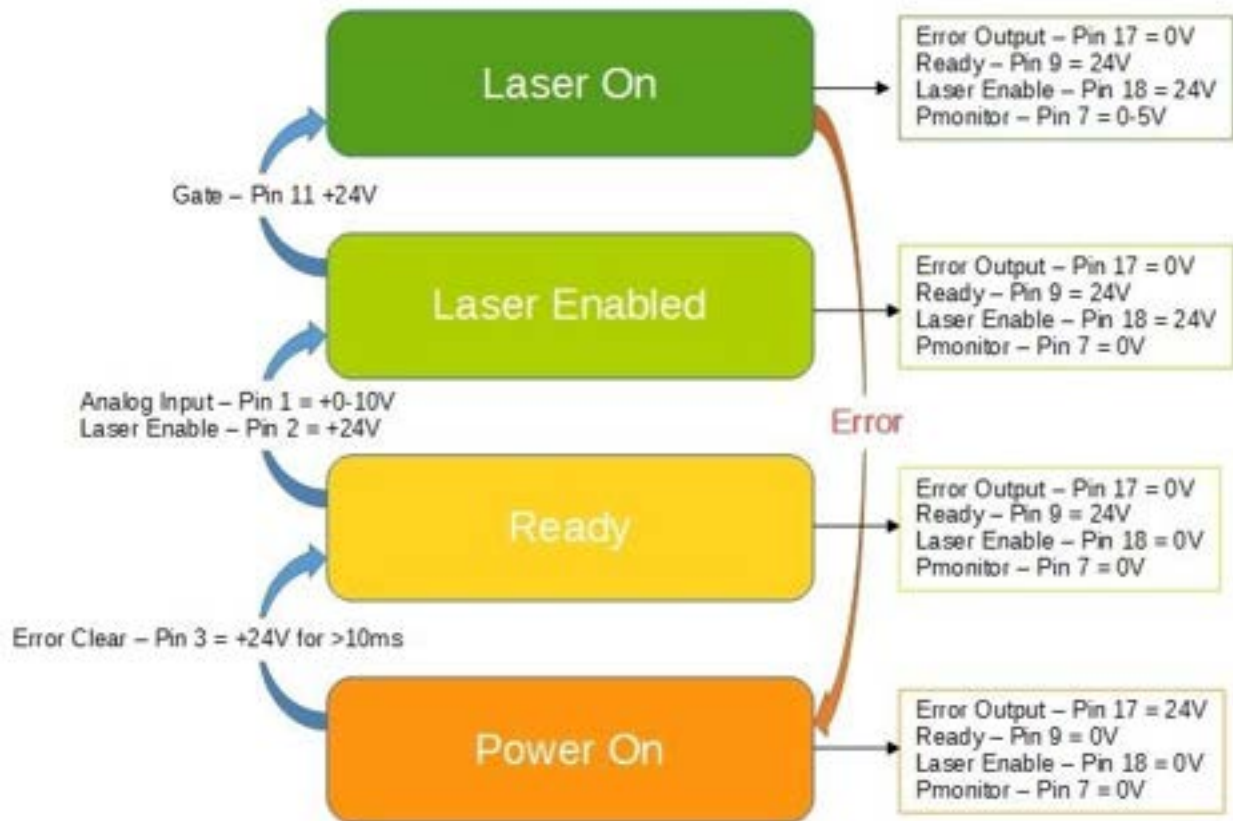 Laser On
Error Output – Pin 17 = 0V
Ready – Pin 9 = 24V
Laser Enable – Pin 18 = 24V
Pmonitor – Pin 7 = 0-5V
Gate – Pin 11 +24V
Laser Enabled
Error Output – Pin 17 = 0V
Ready – Pin 9 = 24V
Laser Enable – Pin 18 = 24V
Pmonitor – Pin 7 = 0V
Analog Input – Pin 1 = +0-10V
Laser Enable – Pin 2 = +24V
Error
Ready
Error Output – Pin 17 = 0V
Ready – Pin 9 = 24V
Laser Enable – Pin 18 = 0V
Pmonitor – Pin 7 = 0V
Error Clear – Pin 3 = +24V for >10ms
Power On
Error Output – Pin 17 = 24V
Ready – Pin 9 = 0V
Laser Enable – Pin 18 = 0V
Pmonitor – Pin 7 = 0V